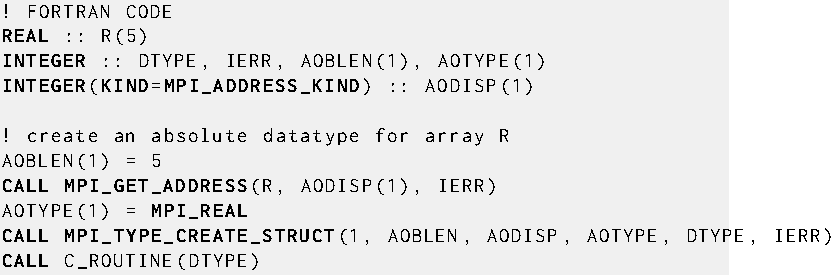 ! FORTRAN CODE
REAL :: R(5)
INTEGER :: DTYPE, IERR, AOBLEN(1), AOTYPE(1)
INTEGER(KIND=MPI_ADDRESS_KIND) :: AODISP(1)

! create an absolute datatype for array R
AOBLEN(1) = 5
CALL MPI_GET_ADDRESS(R, AODISP(1), IERR)
AOTYPE(1) = MPI_REAL
CALL MPI_TYPE_CREATE_STRUCT(1, AOBLEN, AODISP, AOTYPE, DTYPE, IERR)
CALL C_ROUTINE(DTYPE)